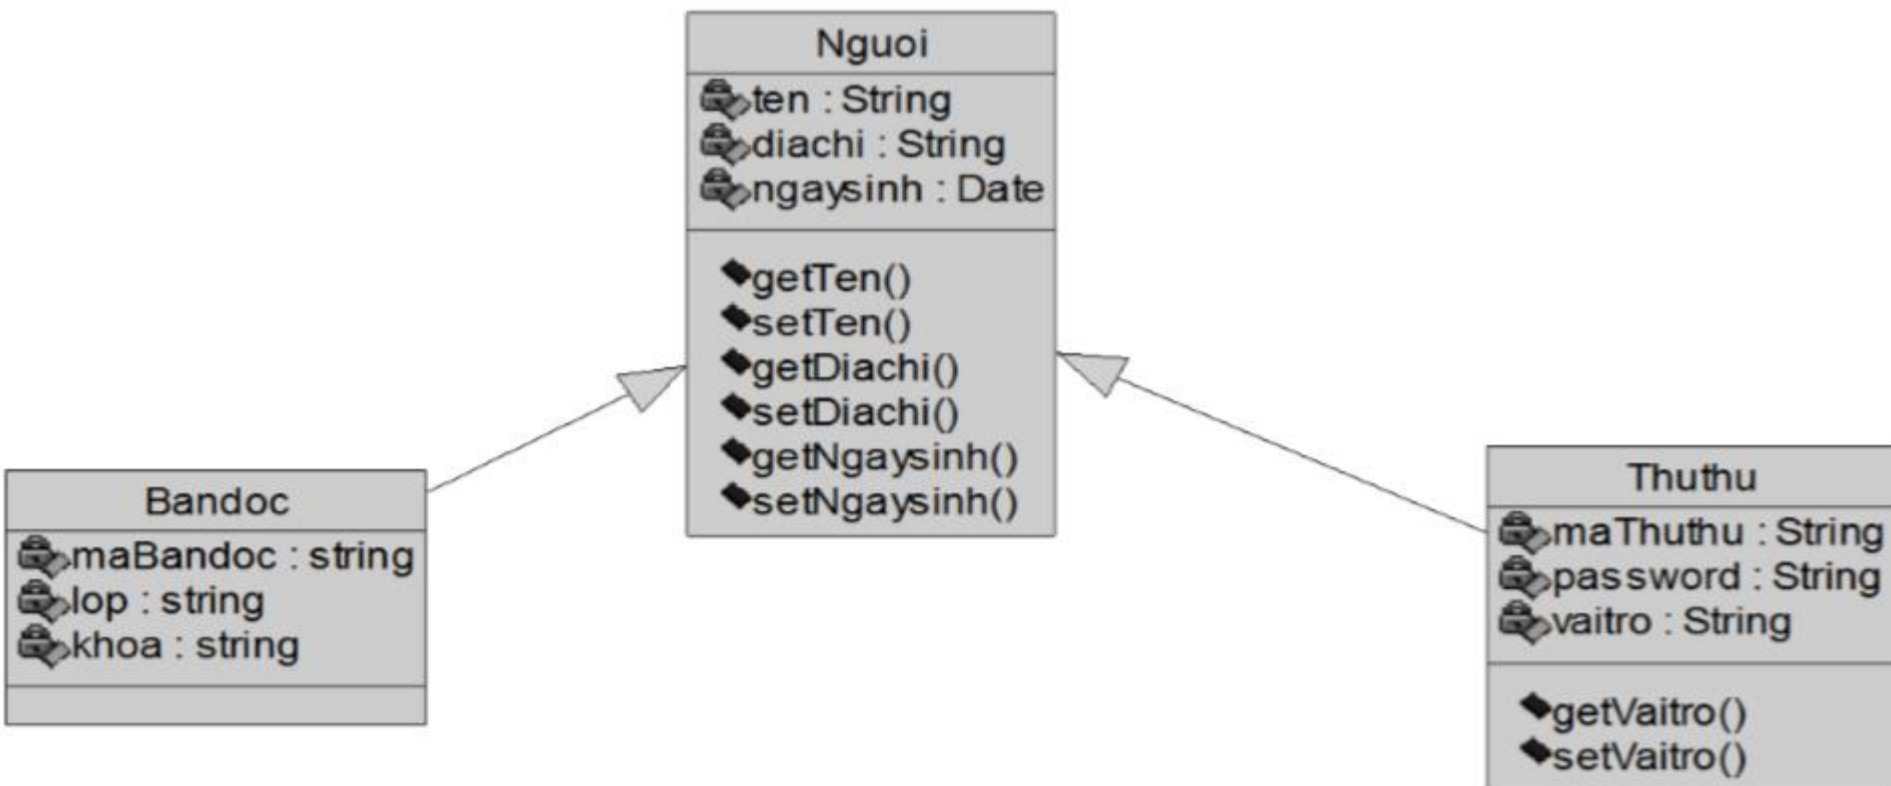 Nguoi
ten : String
diachi : String
ngaysinh : Date
getTen()
setTen()
getDiachi()
setDiachi()
getNgaysinh()
setNgaysinh()
Bandoc
maBandoc : string
lop : string
khoa : string
Thuthu
maThuthu : String
password : String
vaitro : String
getVaitro()
setVaitro()